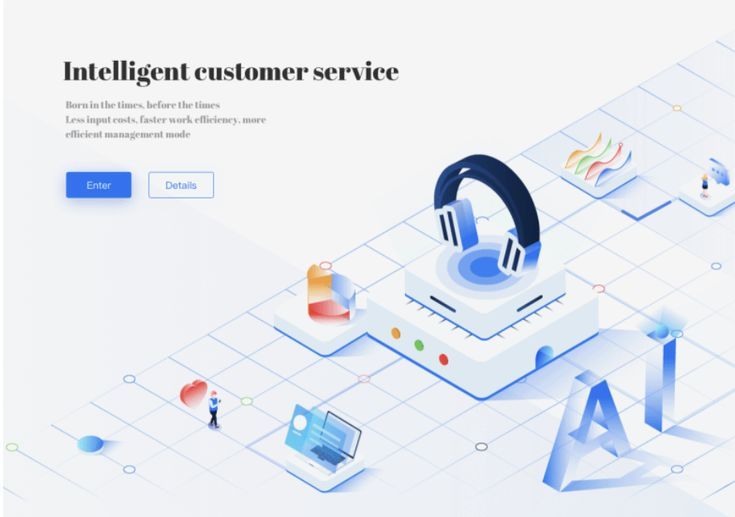 Intelligent customer service
Born in the times, before the times
Less input costs, faster work efficiency, more
efficient management mode
Enter
Details
AI